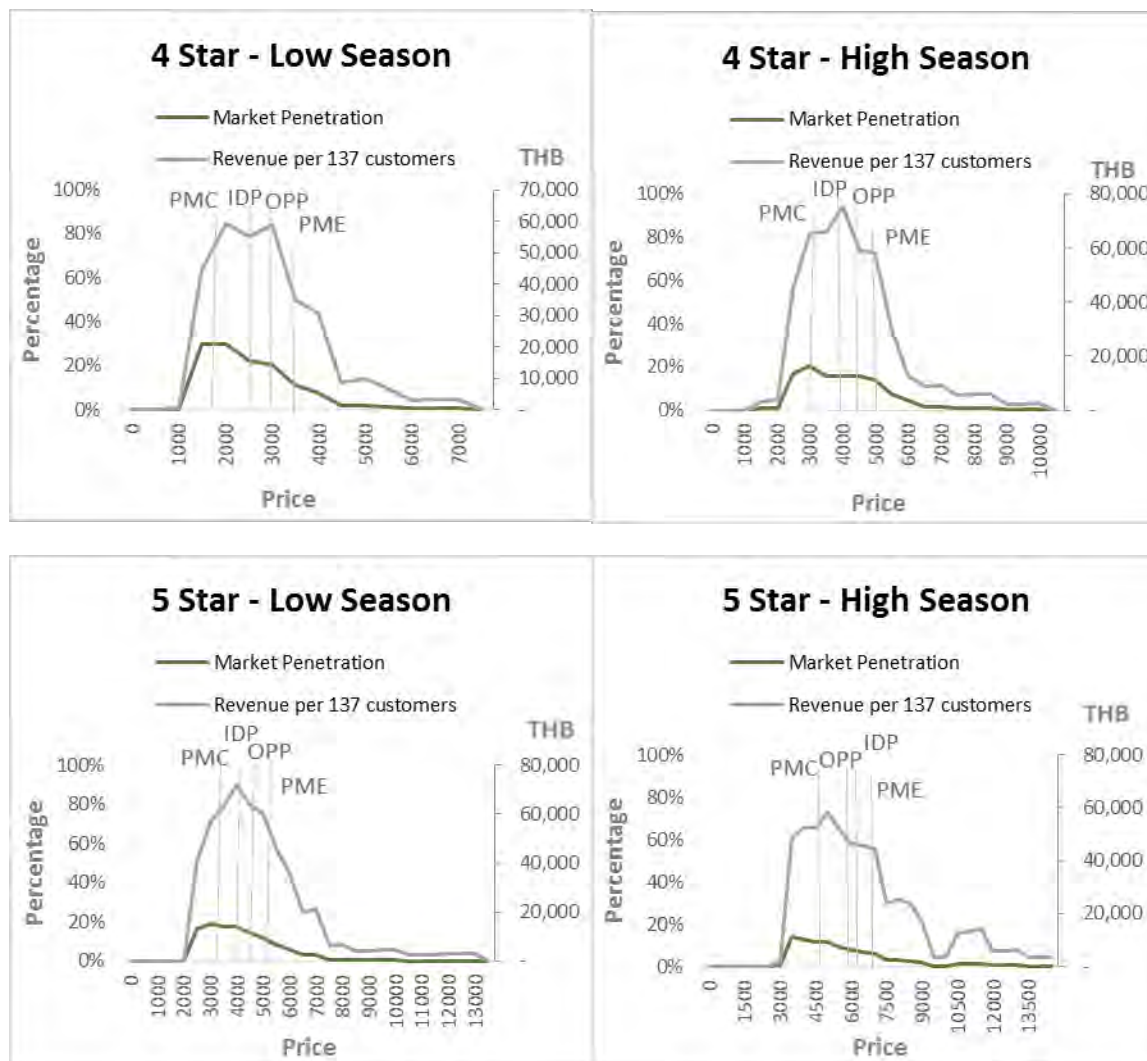 4 Star - Low Season
Market Penetration
Revenue per 137 customers
THB
100%
80%
60%
40%
20%
0%
Percentage
PMC
IDP
OPP
PME
70,000
60,000
50,000
40,000
30,000
20,000
10,000
-
0
1000
2000
3000
4000
5000
6000
7000
Price
4 Star - High Season
Market Penetration
Revenue per 137 customers
THB
100%
80%
60%
40%
20%
0%
Percentage
PMC
IDP
OPP
PME
80,000
60,000
40,000
20,000
-
0
1000
2000
3000
4000
5000
6000
7000
8000
9000
10000
Price
5 Star - Low Season
Market Penetration
Revenue per 137 customers
THB
100%
80%
60%
40%
20%
0%
Percentage
PMC
IDP
OPP
PME
80,000
60,000
40,000
20,000
-
0
1000
2000
3000
4000
5000
6000
7000
8000
9000
10000
11000
12000
13000
Price
5 Star - High Season
Market Penetration
Revenue per 137 customers
THB
100%
80%
60%
40%
20%
0%
Percentage
PMC
OPP
IDP
PME
80,000
60,000
40,000
20,000
-
0
1500
3000
4500
6000
7500
9000
10500
12000
13500
Price